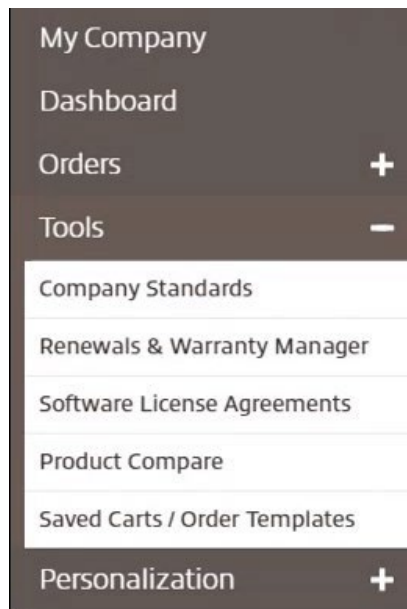 My Company
Dashboard
Orders +
Tools −
Company Standards
Renewals & Warranty Manager
Software License Agreements
Product Compare
Saved Carts / Order Templates
Personalization +